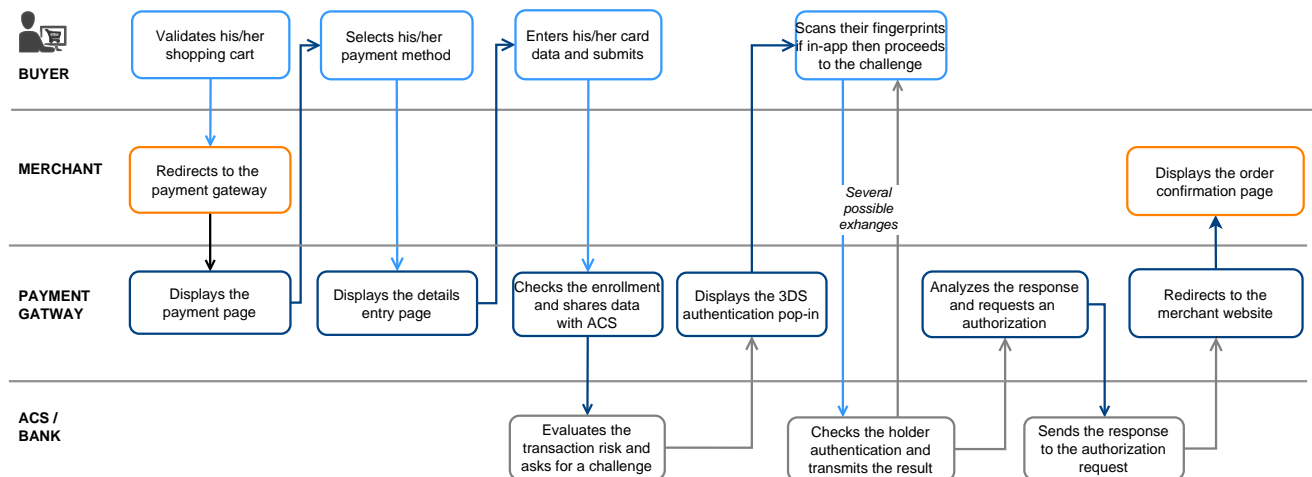 BUYER
Validates his/her
shopping cart
Selects his/her
payment method
Enters his/her card
data and submits
Scans their fingerprints
if in-app then proceeds
to the challenge
MERCHANT
Redirects to the
payment gateway
Several
possible
exhanges
Displays the order
confirmation page
PAYMENT
GATWAY
Displays the
payment page
Displays the details
entry page
Checks the enrollment
and shares data
with ACS
Displays the 3DS
authentication pop-in
Analyzes the response
and requests an
authorization
Redirects to the
merchant website
ACS /
BANK
Evaluates the
transaction risk and
asks for a challenge
Checks the holder
authentication and
transmits the result
Sends the response
to the authorization
request